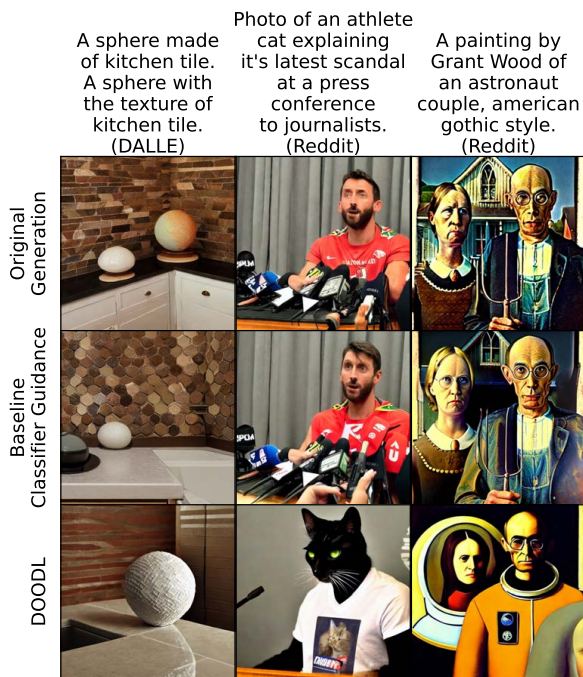 A sphere made
of kitchen tile.
A sphere with
the texture of
kitchen tile.
(DALLE)
Photo of an athlete
cat explaining
it's latest scandal
at a press
conference
to journalists.
(Reddit)
A painting by
Grant Wood of
an astronaut
couple, american
gothic style.
(Reddit)
Original
Generation
Baseline
Classifier Guidance
DOODL